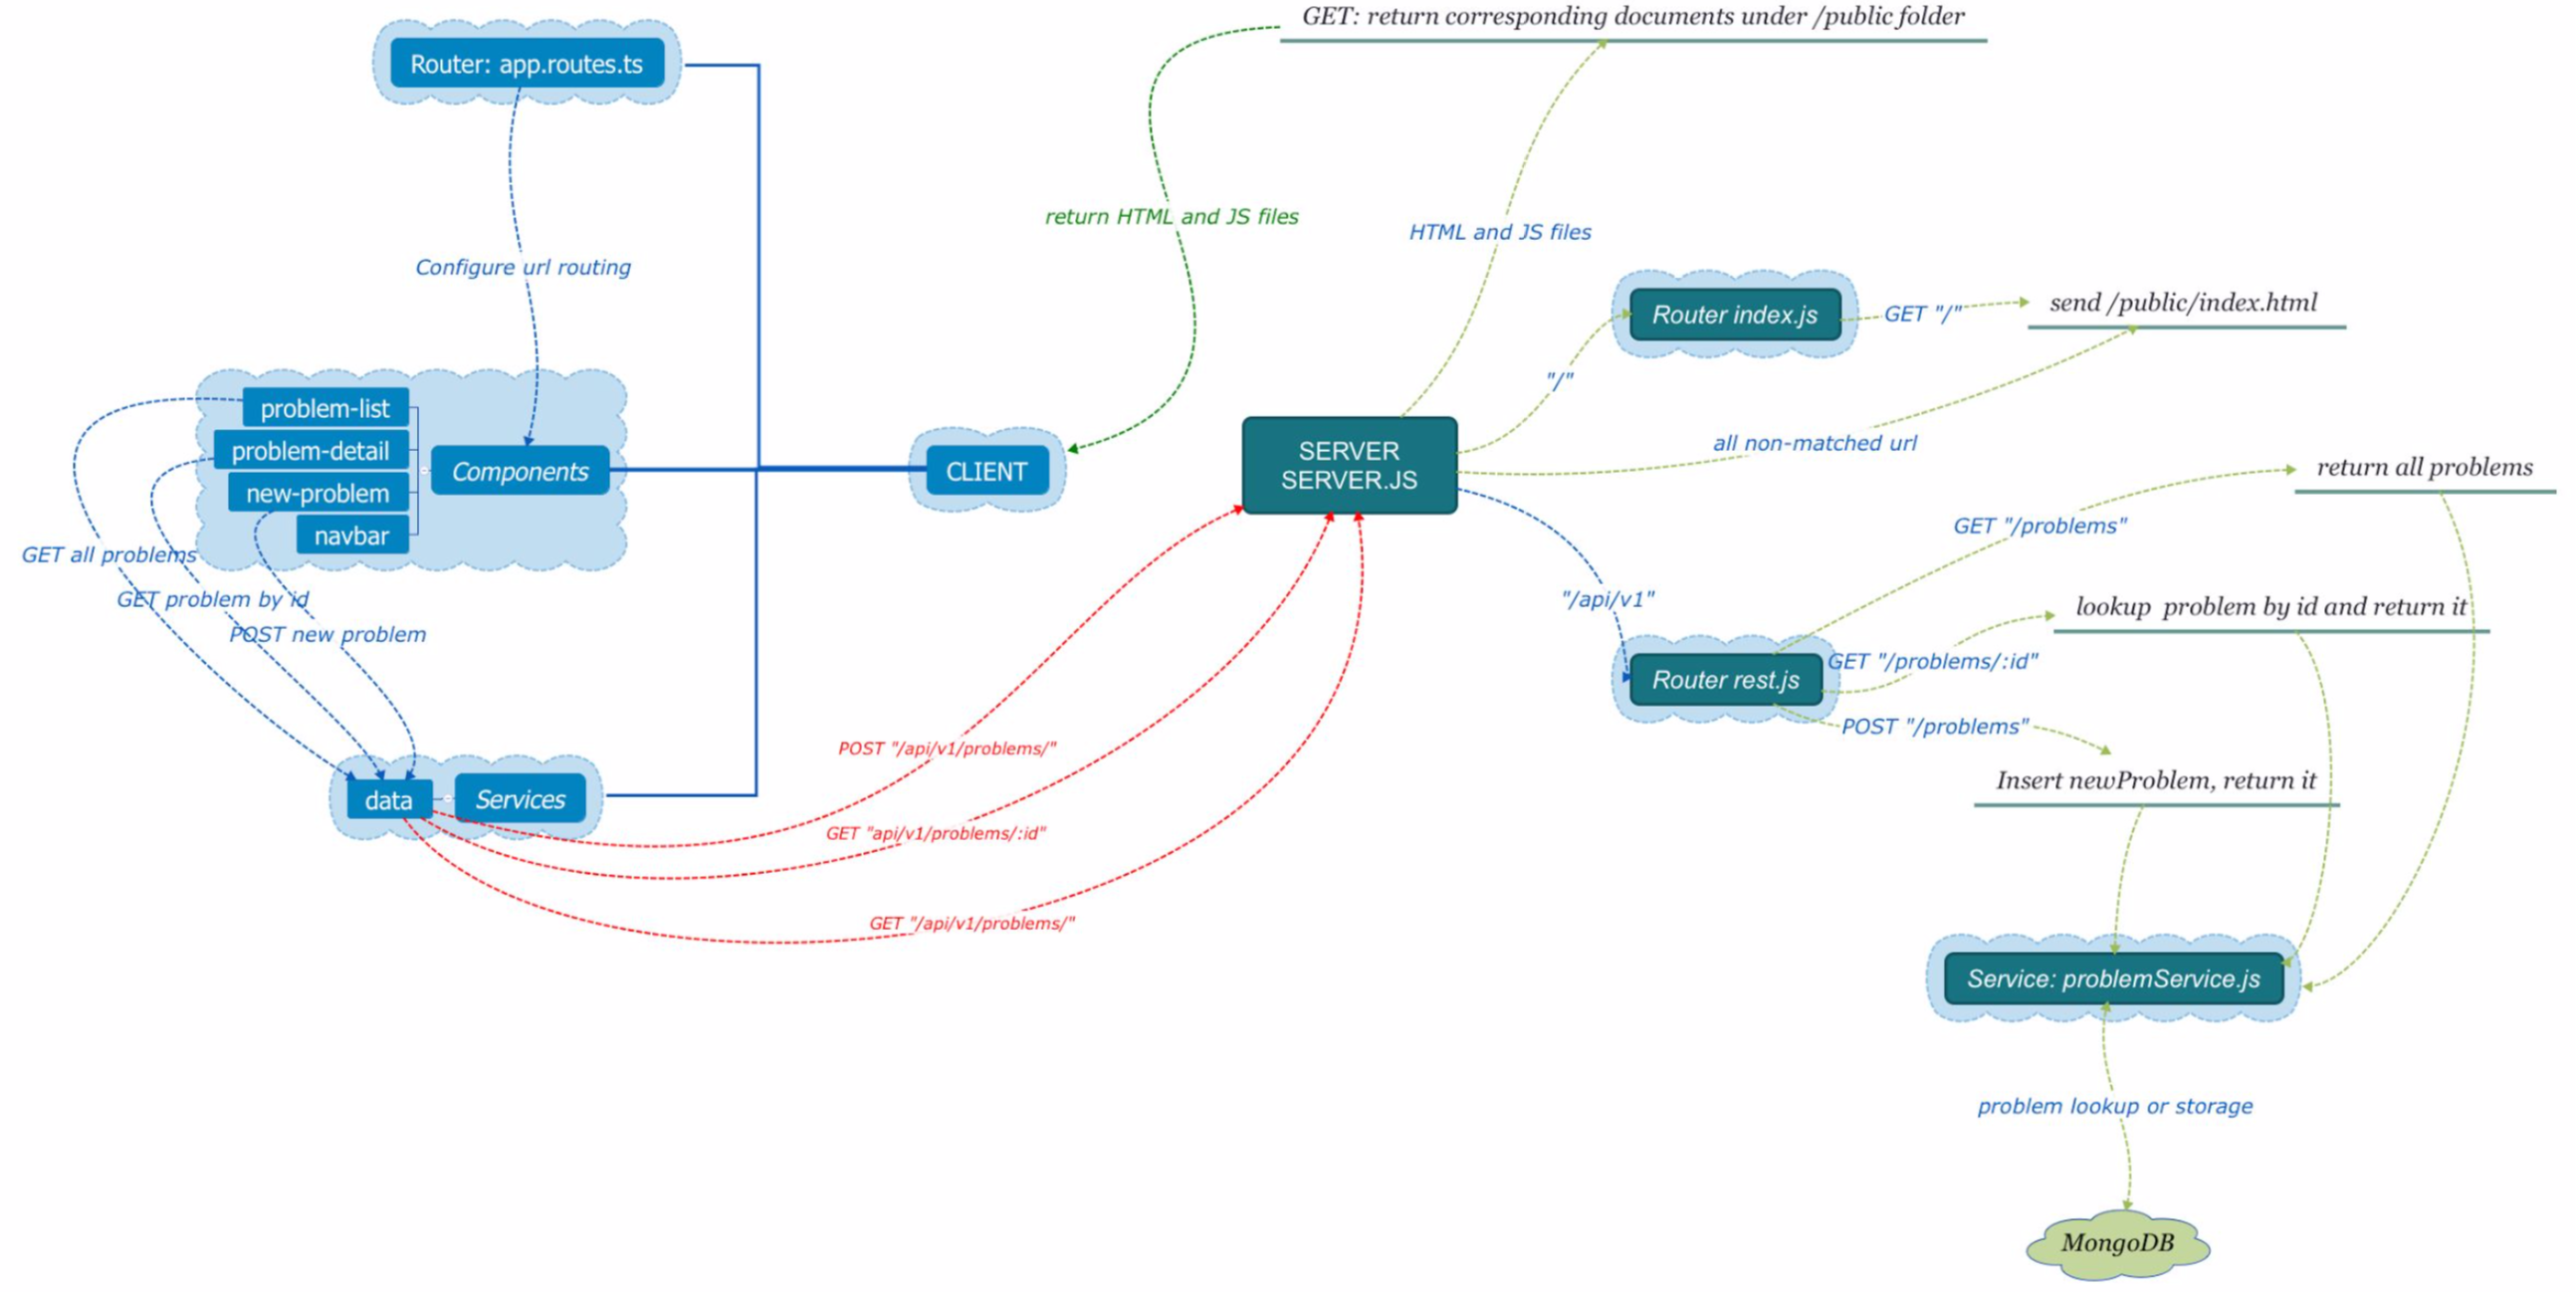 GET: return corresponding documents under /public folder
Router: app.routes.ts
return HTML and JS files
HTML and JS files
Configure url routing
Router index.js
GET "/"
send /public/index.html
"/"
problem-list
problem-detail
new-problem
navbar
Components
CLIENT
SERVER
SERVER.JS
all non-matched url
return all problems
GET "/problems"
GET all problems
GET problem by id
POST new problem
"/api/v1"
lookup  problem by id and return it
Router rest.js
GET "/problems/:id"
POST "/problems"
Insert newProblem, return it
data
Services
POST "/api/v1/problems/"
GET "api/v1/problems/:id"
GET "/api/v1/problems/"
Service: problemService.js
problem lookup or storage
MongoDB